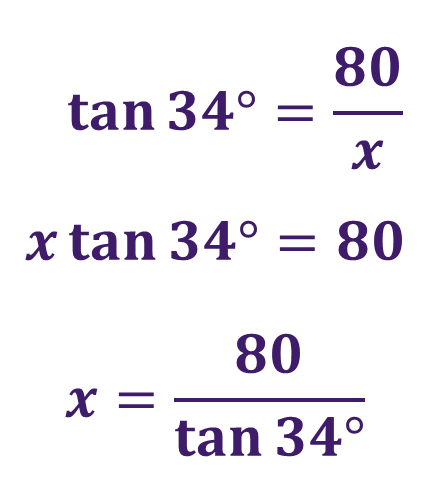 tan 34° = 80/x
x tan 34° = 80
x = 80/tan 34°